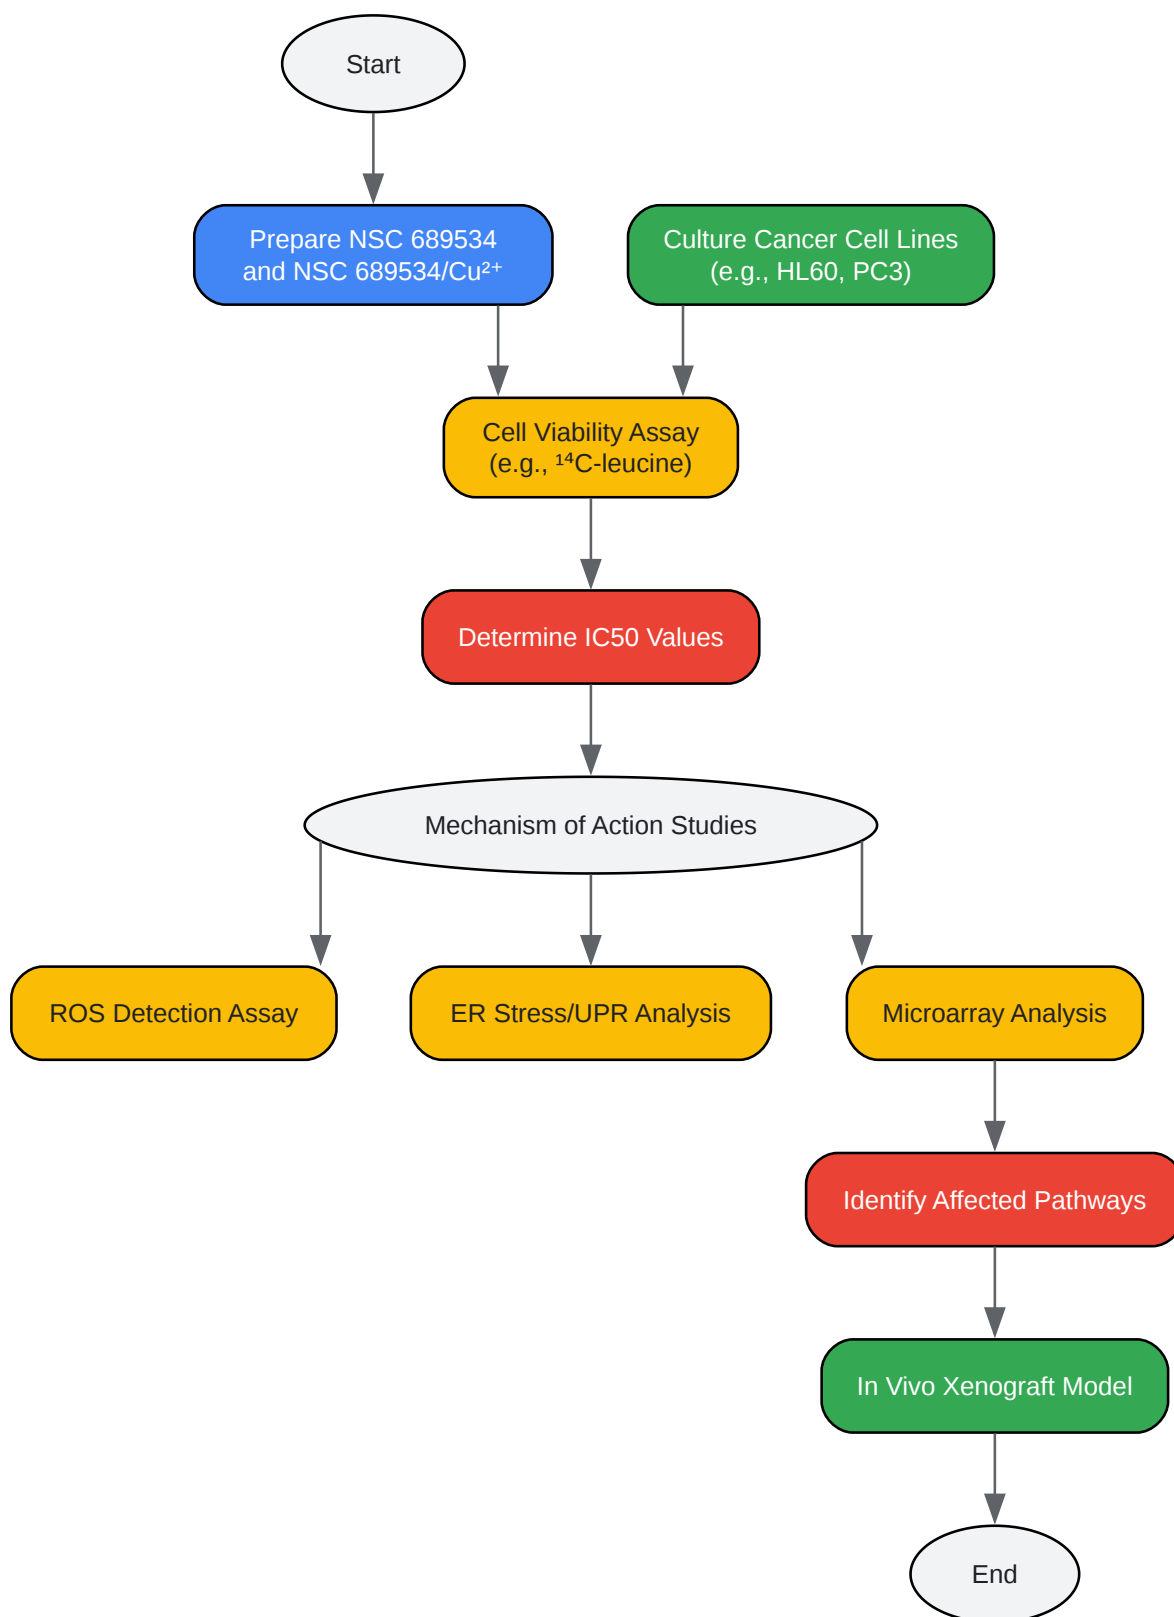 Start
Prepare NSC 689534
and NSC 689534/Cu²⁺
Culture Cancer Cell Lines
(e.g., HL60, PC3)
Cell Viability Assay
(e.g., ¹⁴C-leucine)
Determine IC50 Values
Mechanism of Action Studies
ROS Detection Assay
ER Stress/UPR Analysis
Microarray Analysis
Identify Affected Pathways
In Vivo Xenograft Model
End